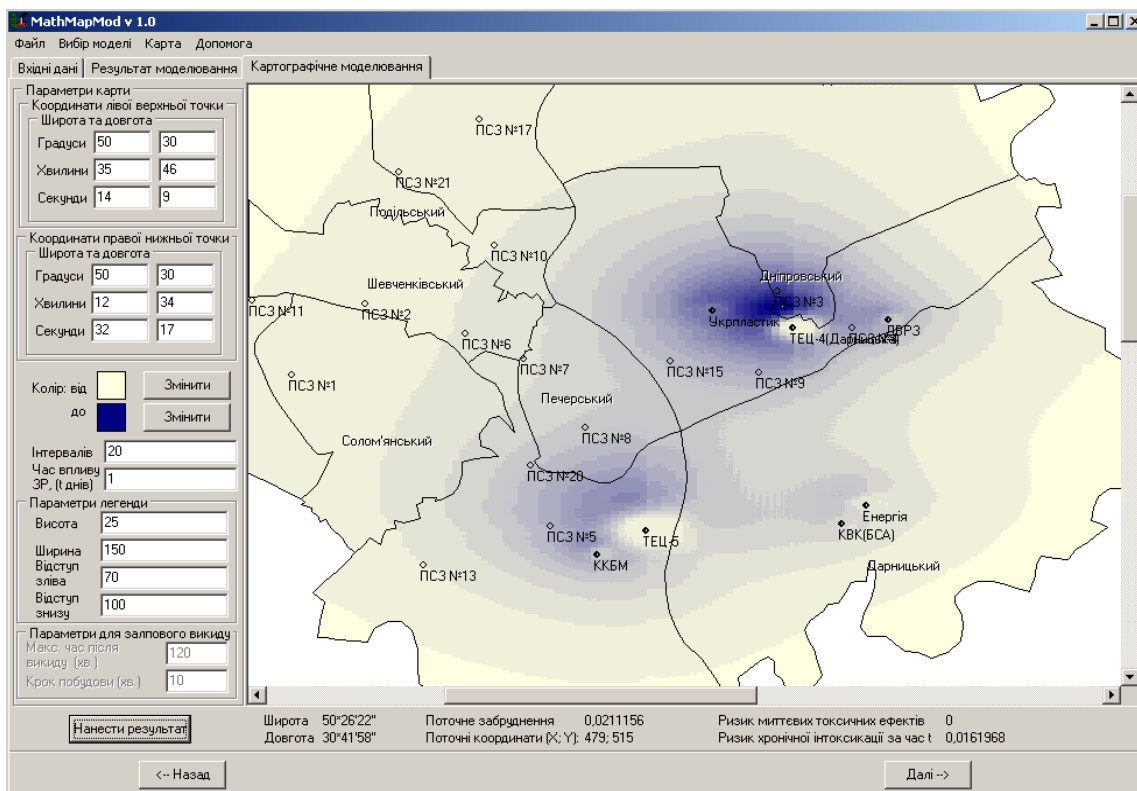 MathMapMod v 1.0
Файл Вибір моделі Карта Допомога
Вхідні дані Результат моделювання Картографічне моделювання
Параметри карти
Координати лівої верхньої точки
Широта та довгота
Градуси 50 30
Хвилини 35 46
Секунди 14 9
Координати правої нижньої точки
Широта та довгота
Градуси 50 30
Хвилини 12 34
Секунди 32 17
Колір: від Змінити
до Змінити
Інтервалів 20
Час впливу
ЗР, (t днів) 1
Параметри легенди
Висота 25
Ширина 150
Відступ
зліва 70
Відступ
знизу 100
Параметри для залпового викиду
Макс. час після
викиду (хв.) 120
Крок побудови (хв.) 10
Нанести результат
ПСЗ №17
ПСЗ №21
Подільський
ПСЗ №10
Шевченківський
Дніпровський
ПСЗ №11
ПСЗ №2
ПСЗ №3
Укрпластик
ДВРЗ
ТЕЦ-4(Дарницька)
ПСЗ №6
ПСЗ №7
ПСЗ №15
ПСЗ №9
ПСЗ №1
Печерський
Солом'янський
ПСЗ №8
ПСЗ №20
Енергія
КВК(БСА)
ПСЗ №5
ТЕЦ-5
ККБМ
ПСЗ №13
Дарницький
Широта 50*26'22" Поточне забруднення 0,0211156 Ризик миттєвих токсичних ефектів 0
Довгота 30*41'58" Поточні координати (X; Y): 479; 515 Ризик хронічної інтоксикації за час t 0,0161968
<-- Назад Далі -->